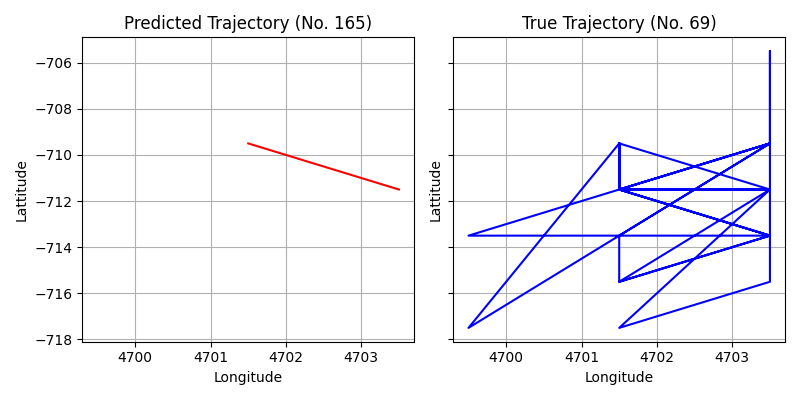 Predicted Trajectory (No. 165)
True Trajectory (No. 69)
−706
−708
−710
−712
−714
−716
−718
Lattitude
Lattitude
4700
4701
4702
4703
4700
4701
4702
4703
Longitude
Longitude